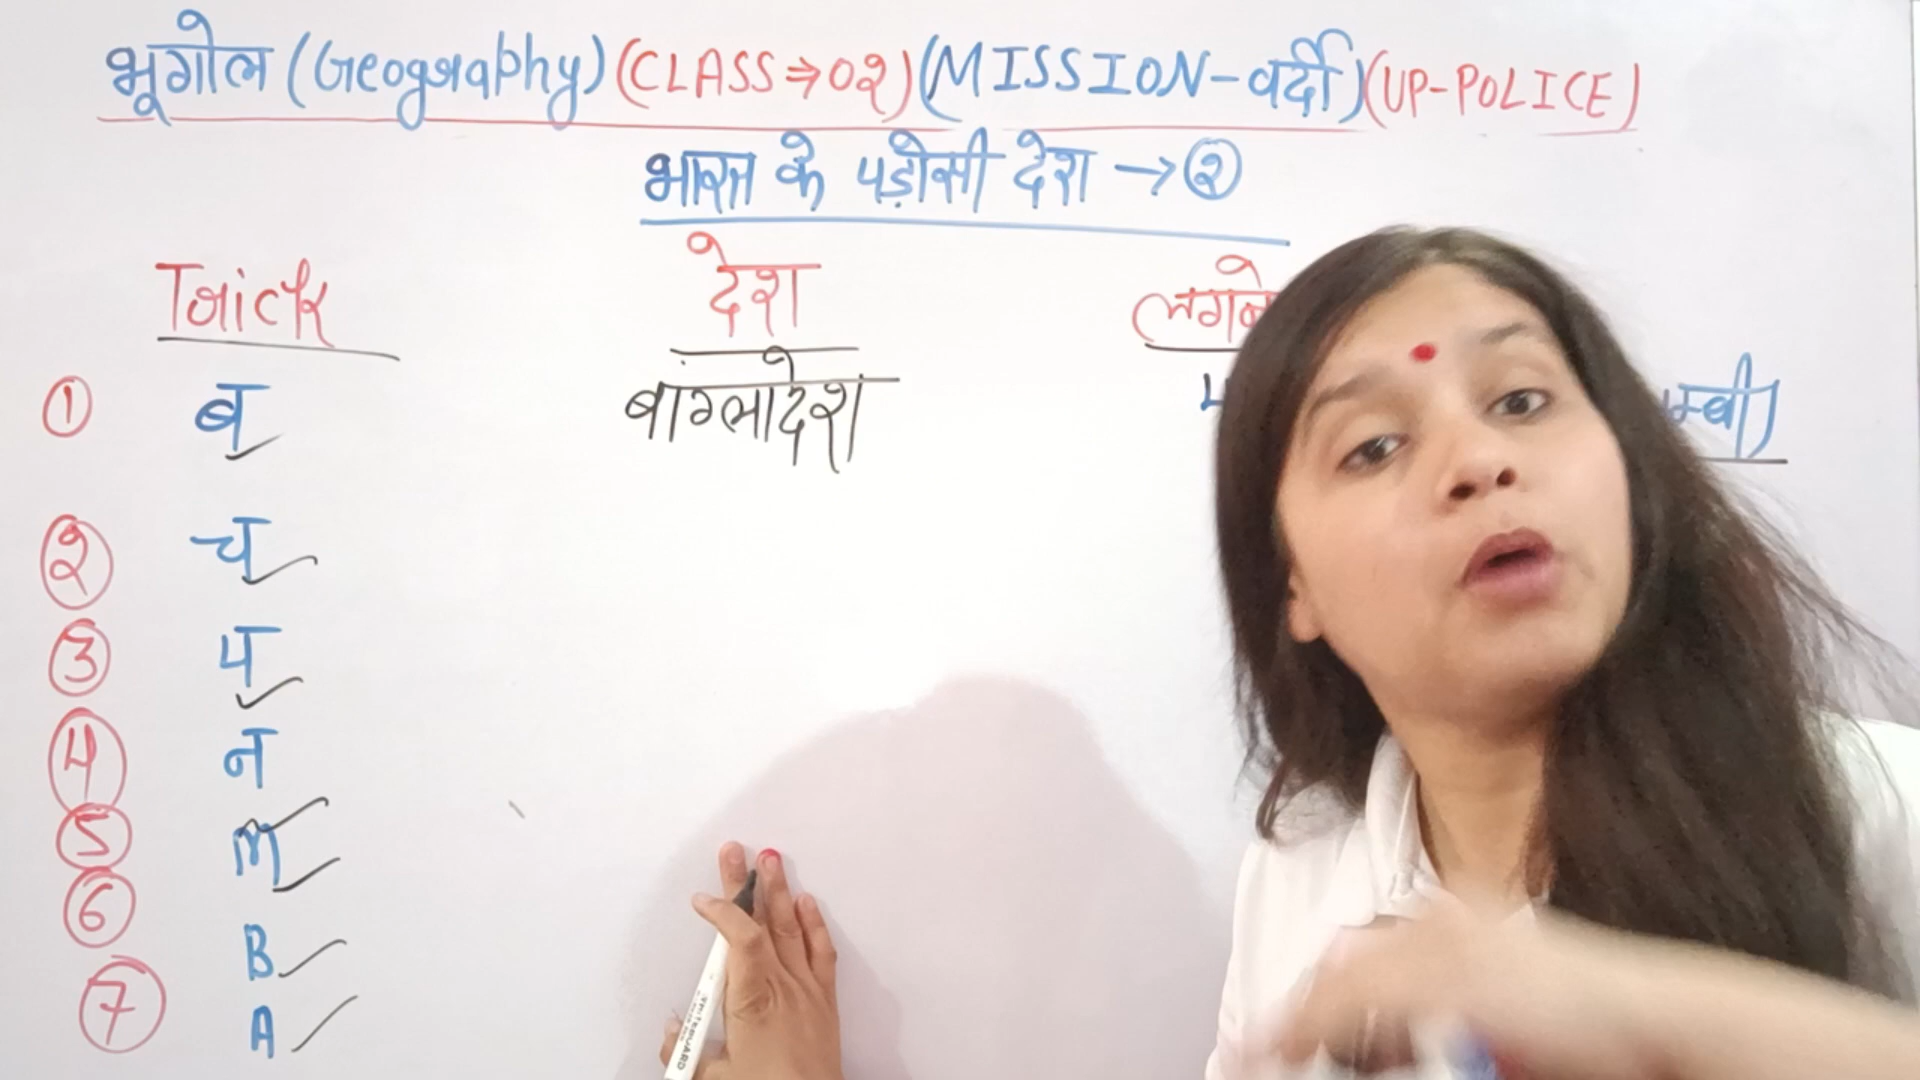 भूगोल (Geography) (CLASS⇒02) (MISSION-वर्दी) (UP-POLICE)
भारत के पड़ोसी देश → ②
Trick देश
① ब बांग्लादेश
② च
③ प
④ न
⑤ M
⑥ B
⑦ A